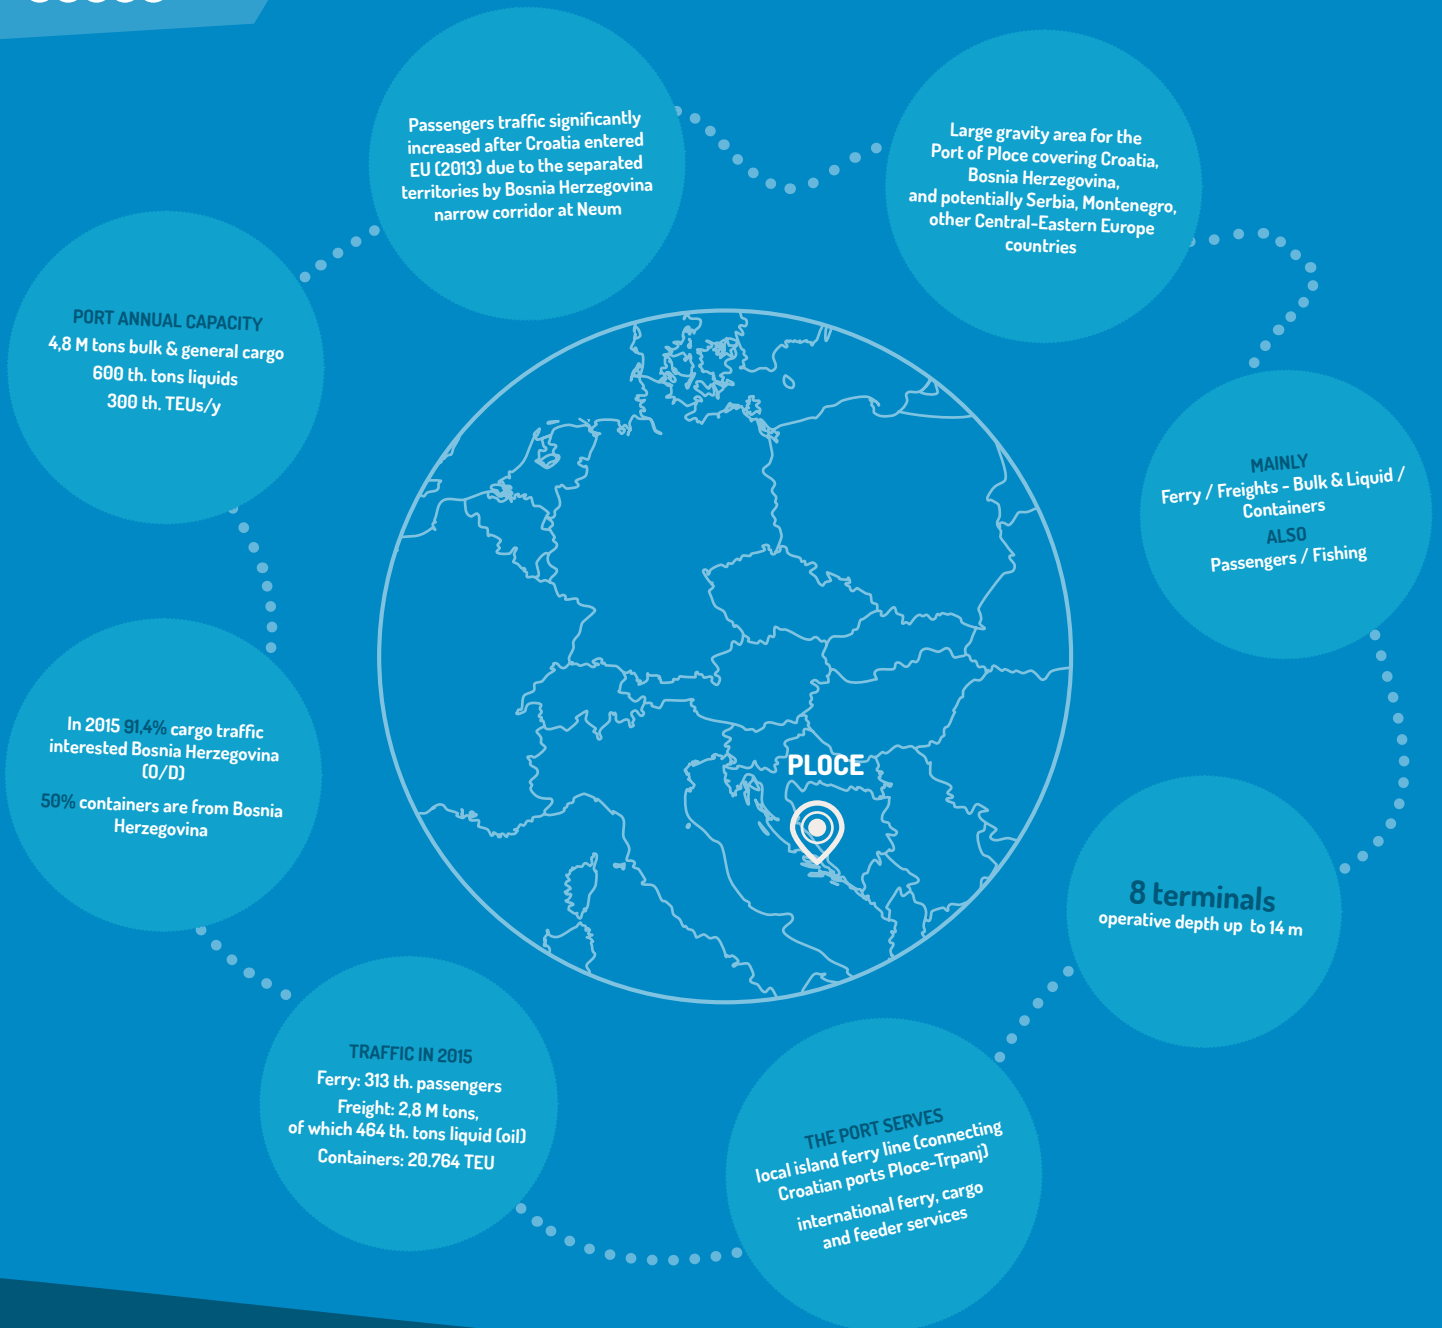 Passengers traffic significantly
increased after Croatia entered
EU (2013) due to the separated
territories by Bosnia Herzegovina
narrow corridor at Neum
Large gravity area for the
Port of Ploce covering Croatia,
Bosnia Herzegovina,
and potentially Serbia, Montenegro,
other Central-Eastern Europe
countries
PORT ANNUAL CAPACITY
4,8 M tons bulk & general cargo
600 th. tons liquids
300 th. TEUs/y
MAINLY
Ferry / Freights - Bulk & Liquid /
Containers
ALSO
Passengers / Fishing
In 2015 91,4% cargo traffic
interested Bosnia Herzegovina
(O/D)
50% containers are from Bosnia
Herzegovina
PLOCE
8 terminals
operative depth up to 14 m
TRAFFIC IN 2015
Ferry: 313 th. passengers
Freight: 2,8 M tons,
of which 464 th. tons liquid (oil)
Containers: 20.764 TEU
THE PORT SERVES
local island ferry line (connecting
Croatian ports Ploce-Trpanj)
international ferry, cargo
and feeder services